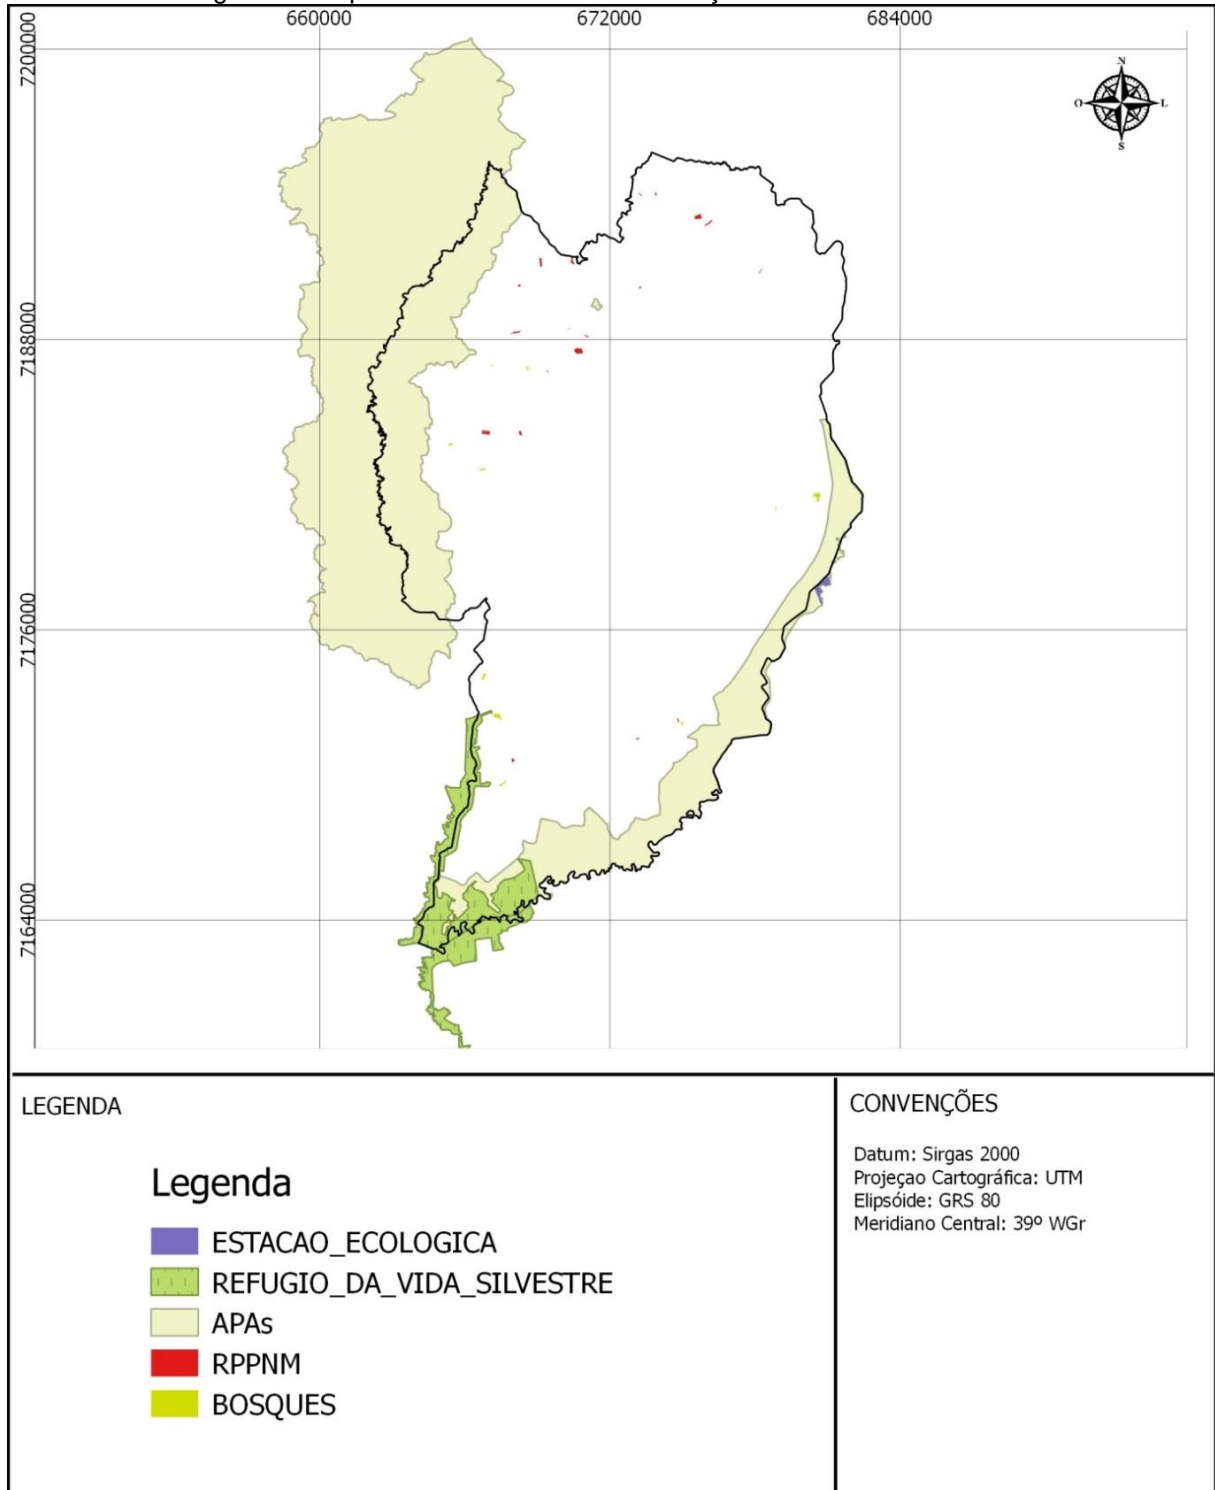 660000
672000
684000
7200000
N
O
L
S
7188000
7176000
7164000
LEGENDA
Legenda
ESTACAO_ECOLOGICA
REFUGIO_DA_VIDA_SILVESTRE
APAs
RPPNM
BOSQUES
CONVENÇÕES
Datum: Sirgas 2000
Projeçao Cartográfica: UTM
Elipsóide: GRS 80
Meridiano Central: 39º WGr